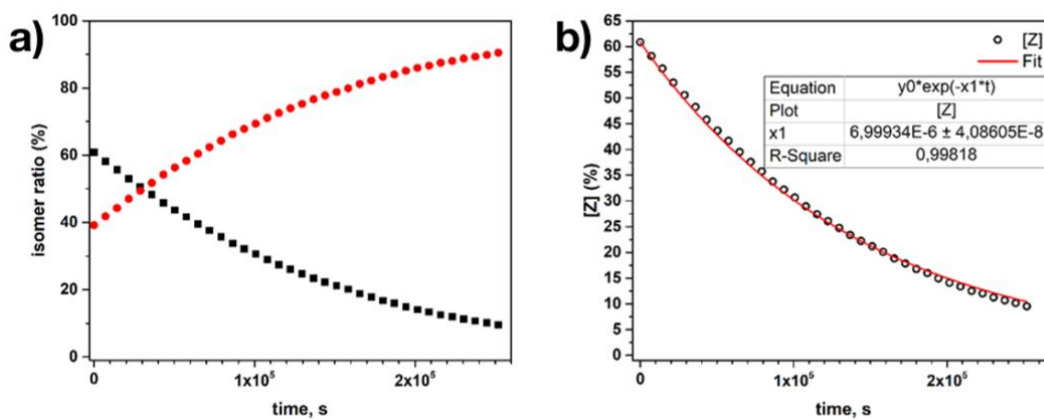 a)
100
80
60
40
20
0
isomer ratio (%)
0
1x10⁵
2x10⁵
time, s
b)
65
60
55
50
45
40
35
30
25
20
15
10
5
0
[Z] (%)
[Z]
Fit
Equation y0*exp(-x1*t)
Plot [Z]
x1 6,99934E-6 ± 4,08605E-8
R-Square 0,99818
0
1x10⁵
2x10⁵
time, s